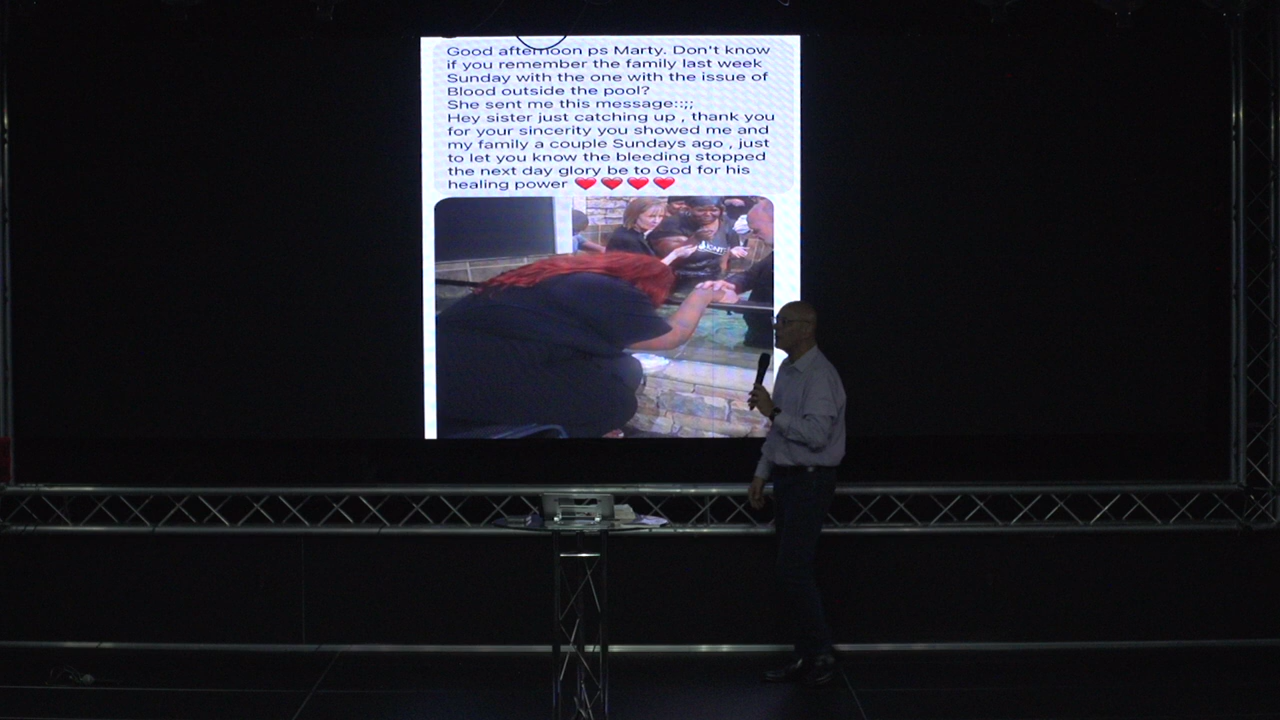 Good afternoon ps Marty. Don't know
if you remember the family last week
Sunday with the one with the issue of
Blood outside the pool?
She sent me this message::;;
Hey sister just catching up , thank you
for your sincerity you showed me and
my family a couple Sundays ago , just
to let you know the bleeding stopped
the next day glory be to God for his
healing power ❤️❤️❤️❤️